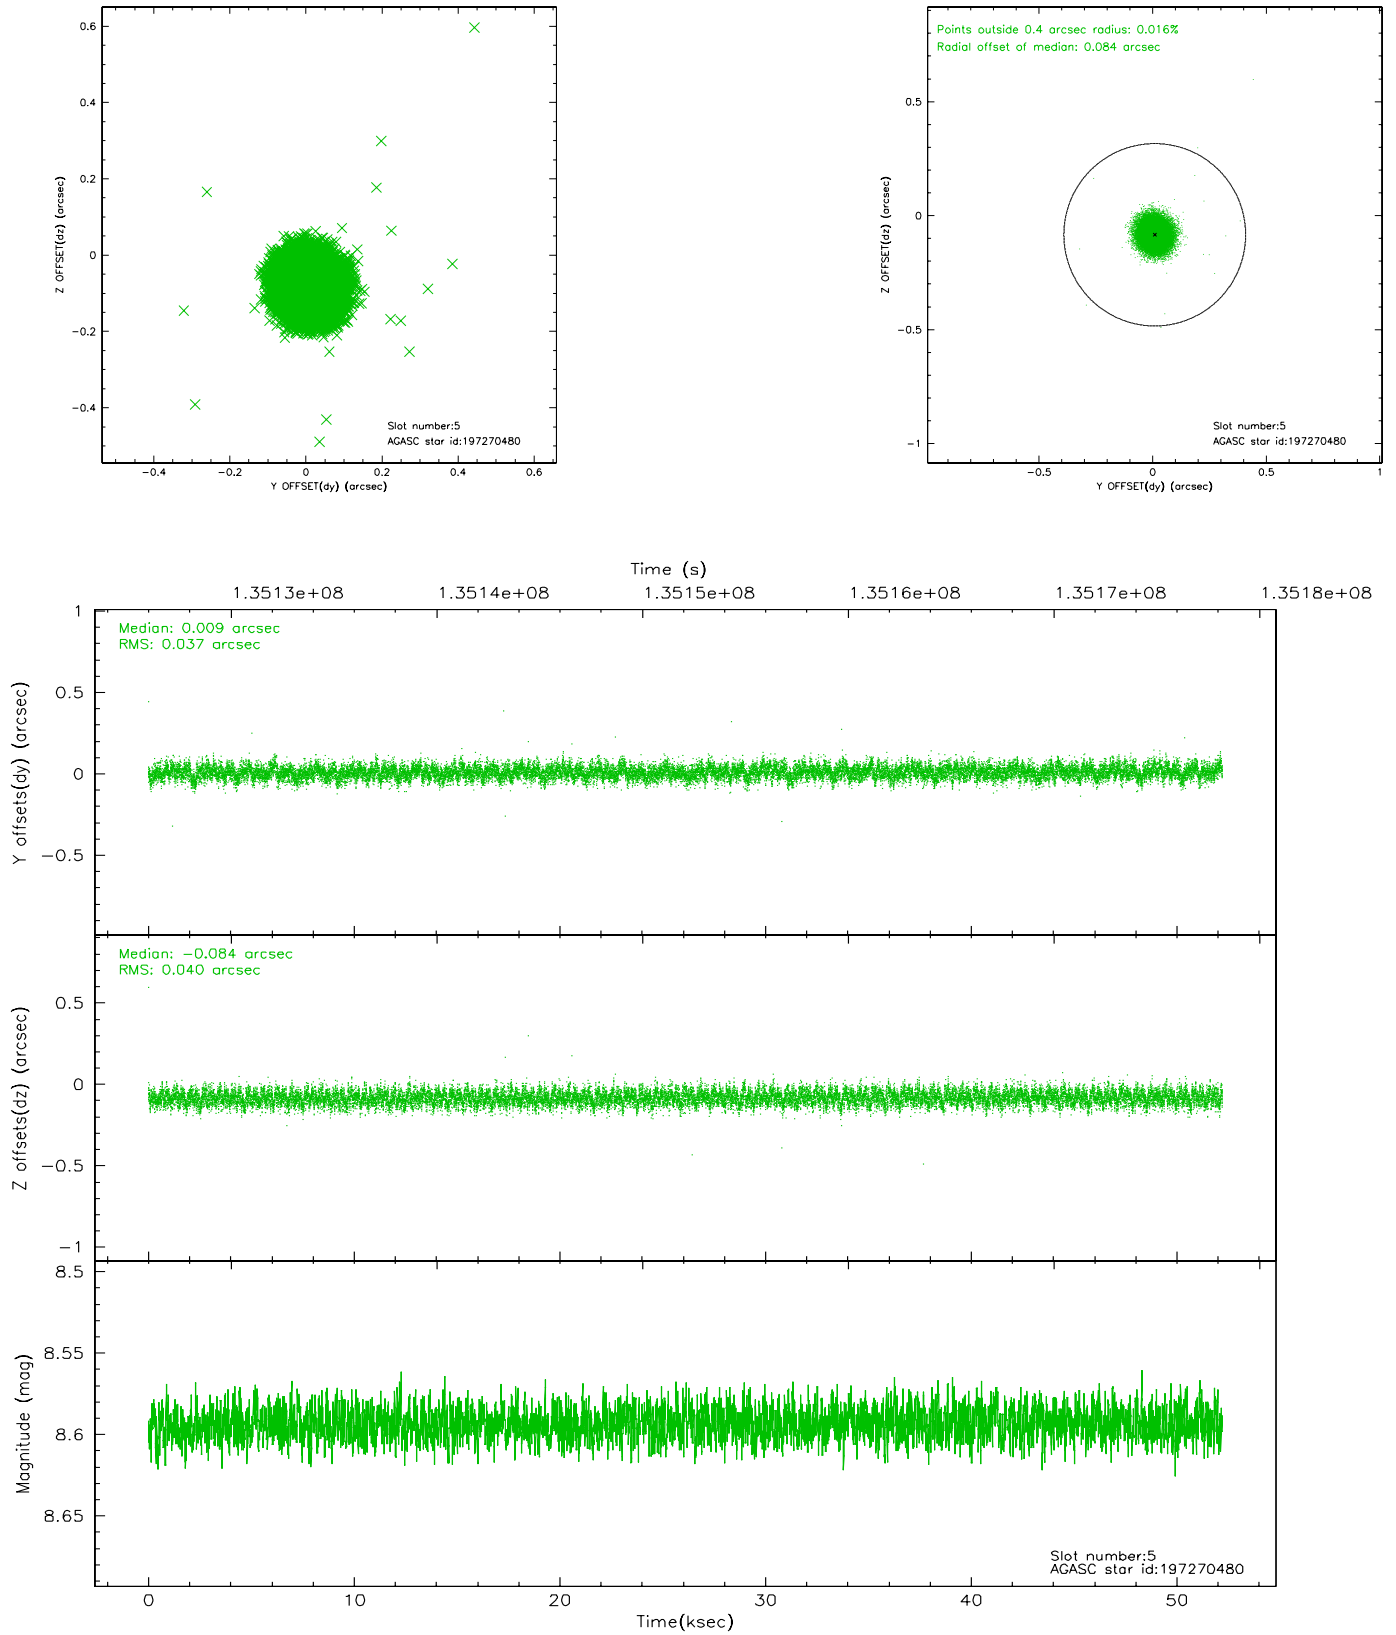 0.6
0.4
0.2
0
-0.2
-0.4
Z OFFSET(dz) (arcsec)
Slot number:5
AGASC star id:197270480
-0.4 -0.2 0 0.2 0.4 0.6
Y OFFSET(dy) (arcsec)
Points outside 0.4 arcsec radius: 0.016%
Radial offset of median: 0.084 arcsec
0.5
0
-0.5
-1
Z OFFSET(dz) (arcsec)
Slot number:5
AGASC star id:197270480
-0.5 0 0.5 1
Y OFFSET(dy) (arcsec)
Time (s)
1.3513e+08 1.3514e+08 1.3515e+08 1.3516e+08 1.3517e+08 1.3518e+08
Median: 0.009 arcsec
RMS: 0.037 arcsec
1
0.5
0
-0.5
Y offsets(dy) (arcsec)
Median: -0.084 arcsec
RMS: 0.040 arcsec
0.5
0
-0.5
-1
Z offsets(dz) (arcsec)
8.5
8.55
8.6
8.65
Magnitude (mag)
Slot number:5
AGASC star id:197270480
0 10 20 30 40 50
Time(ksec)